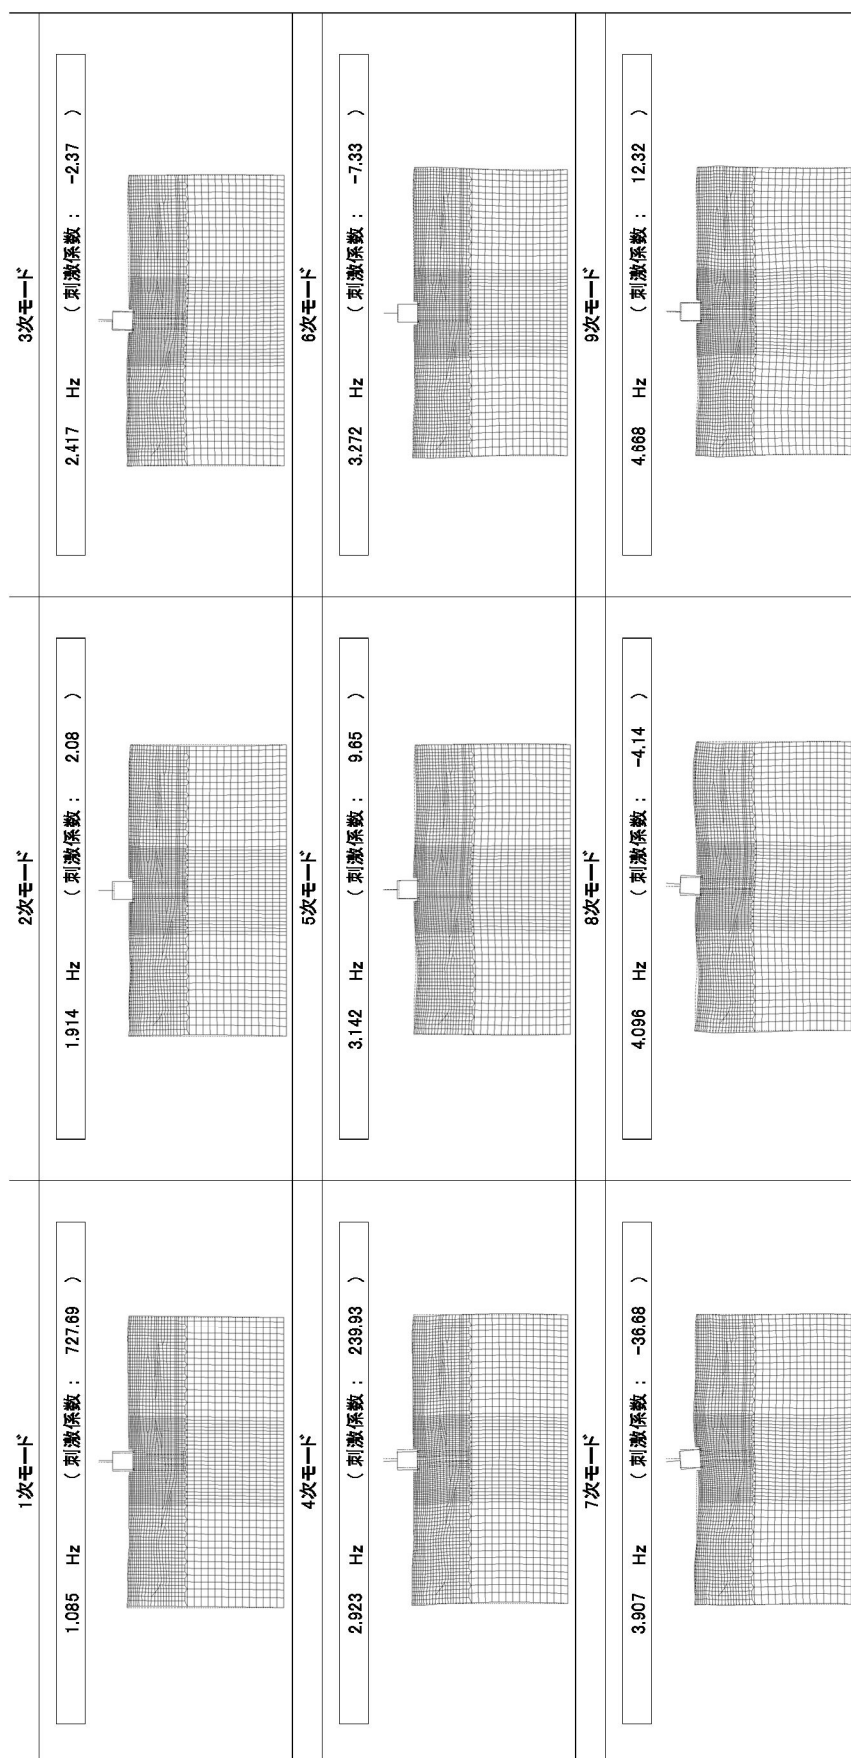 1次モード
1.085 Hz (刺激係数: 727.69 )
2次モード
1.914 Hz (刺激係数: 2.08 )
3次モード
2.417 Hz (刺激係数: -2.37 )
4次モード
2.923 Hz (刺激係数: 239.93 )
5次モード
3.142 Hz (刺激係数: 9.65 )
6次モード
3.272 Hz (刺激係数: -7.33 )
7次モード
3.907 Hz (刺激係数: -36.68 )
8次モード
4.096 Hz (刺激係数: -4.14 )
9次モード
4.668 Hz (刺激係数: 12.32 )